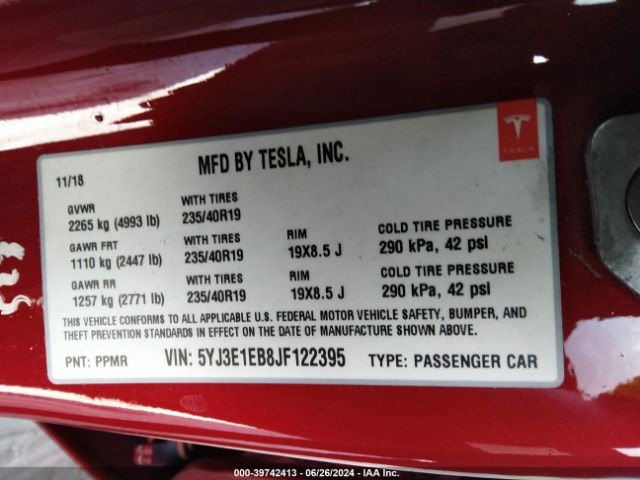 MFD BY TESLA, INC.
TESLA
11/18
GVWR WITH TIRES
2265 kg (4993 lb) 235/40R19
GAWR FRT WITH TIRES RIM COLD TIRE PRESSURE
1110 kg (2447 lb) 235/40R19 19X8.5 J 290 kPa, 42 psi
GAWR RR WITH TIRES RIM COLD TIRE PRESSURE
1257 kg (2771 lb) 235/40R19 19X8.5 J 290 kPa, 42 psi
THIS VEHICLE CONFORMS TO ALL APPLICABLE U.S. FEDERAL MOTOR VEHICLE SAFETY, BUMPER, AND
THEFT PREVENTION STANDARDS IN EFFECT ON THE DATE OF MANUFACTURE SHOWN ABOVE.
PNT: PPMR VIN: 5YJ3E1EB8JF122395 TYPE: PASSENGER CAR
000-39742413 - 06/26/2024 - IAA Inc.